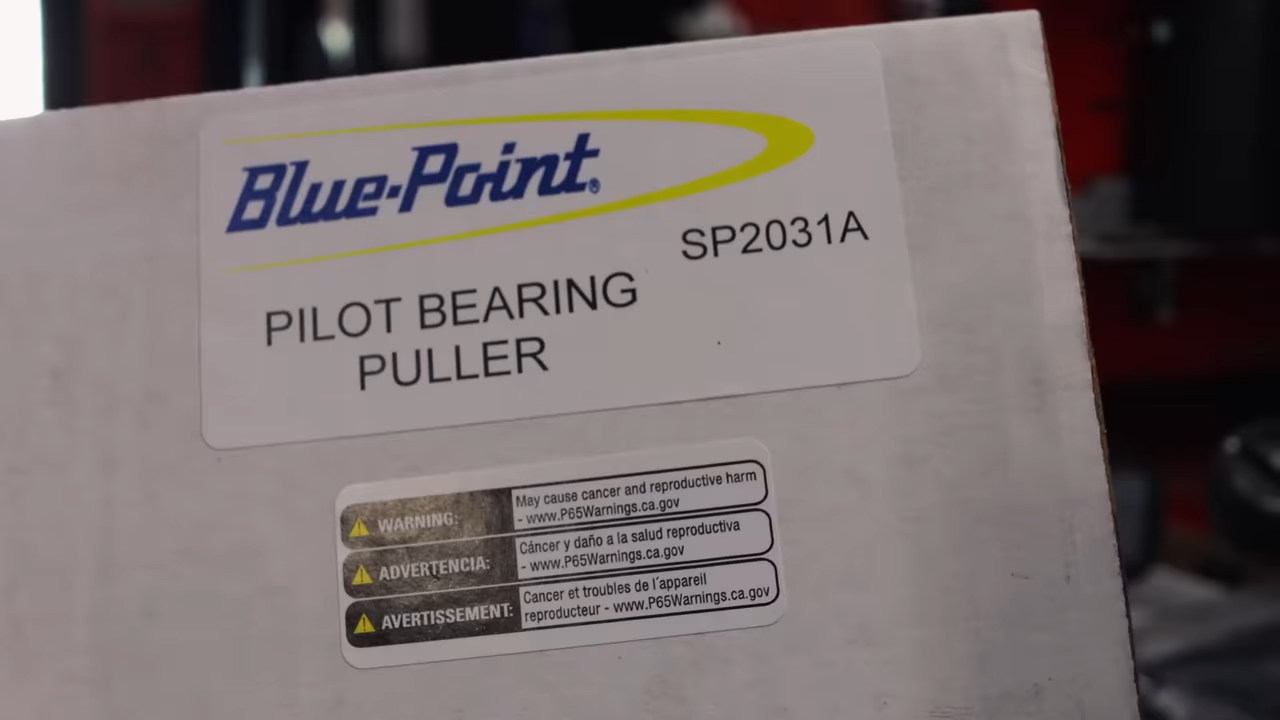 Blue-Point®
SP2031A
PILOT BEARING
PULLER
WARNING:
May cause cancer and reproductive harm
- www.P65Warnings.ca.gov
ADVERTENCIA:
Cáncer y daño a la salud reproductiva
- www.P65Warnings.ca.gov
AVERTISSEMENT:
Cancer et troubles de l´appareil
reproducteur - www.P65Warnings.ca.gov